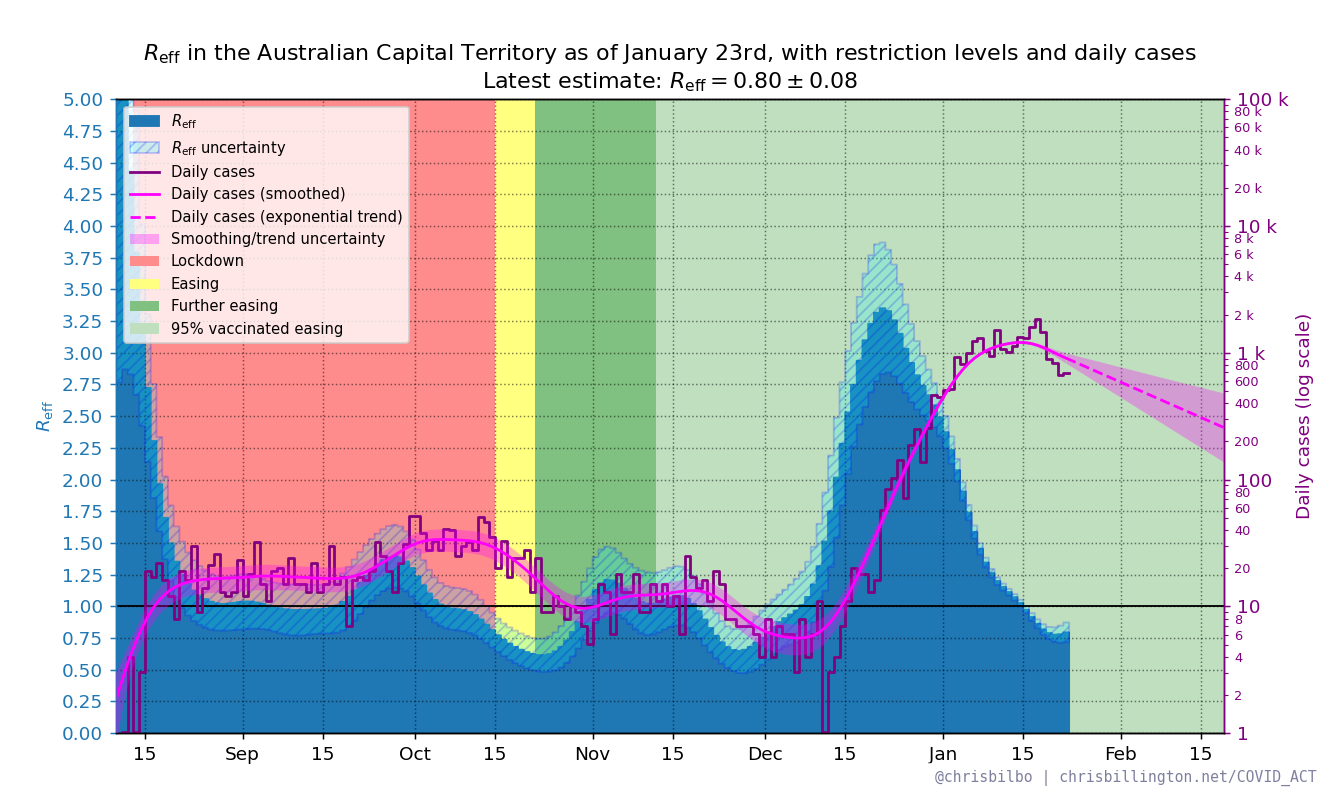 R_eff in the Australian Capital Territory as of January 23rd, with restriction levels and daily cases
Latest estimate: R_eff = 0.80 ± 0.08
R_eff
R_eff uncertainty
Daily cases
Daily cases (smoothed)
Daily cases (exponential trend)
Smoothing/trend uncertainty
Lockdown
Easing
Further easing
95% vaccinated easing
R_eff
5.00
4.75
4.50
4.25
4.00
3.75
3.50
3.25
3.00
2.75
2.50
2.25
2.00
1.75
1.50
1.25
1.00
0.75
0.50
0.25
0.00
100 k
80 k
60 k
40 k
20 k
10 k
8 k
6 k
4 k
2 k
1 k
800
600
400
200
100
80
60
40
20
10
8
6
4
2
1
Daily cases (log scale)
15 Sep 15 Oct 15 Nov 15 Dec 15 Jan 15 Feb 15
@chrisbilbo | chrisbillington.net/COVID_ACT